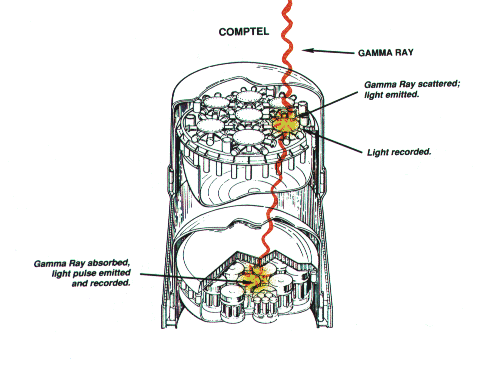 COMPTEL
GAMMA RAY
Gamma Ray scattered;
light emitted.
Light recorded.
Gamma Ray absorbed,
light pulse emitted
and recorded.